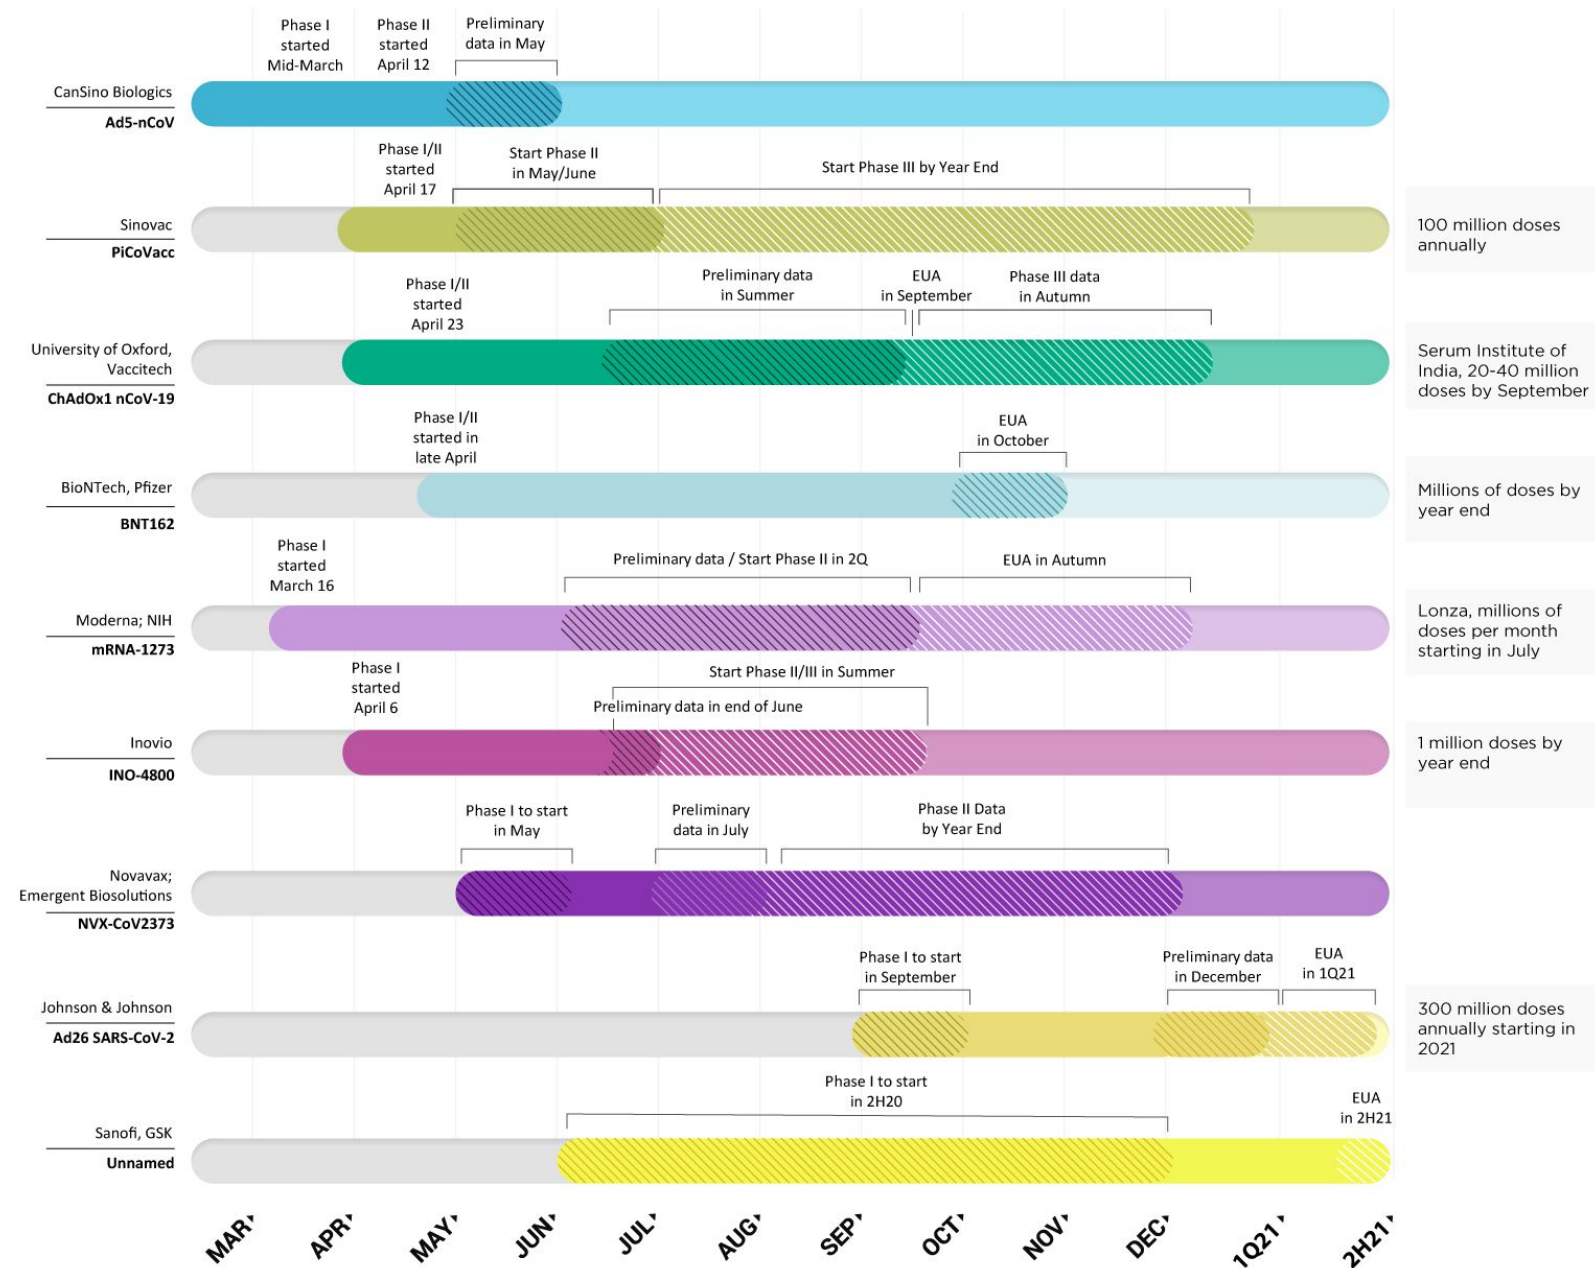 Phase I
started
Mid-March
Phase II
started
April 12
Preliminary
data in May
CanSino Biologics
Ad5-nCoV
Phase I/II
started
April 17
Start Phase II
in May/June
Start Phase III by Year End
Sinovac
PiCoVacc
100 million doses
annually
Phase I/II
started
April 23
Preliminary data
in Summer
EUA
in September
Phase III data
in Autumn
University of Oxford,
Vaccitech
ChAdOx1 nCoV-19
Serum Institute of
India, 20-40 million
doses by September
Phase I/II
started in
late April
EUA
in October
BioNTech, Pfizer
BNT162
Millions of doses by
year end
Phase I
started
March 16
Preliminary data / Start Phase II in 2Q
EUA in Autumn
Moderna; NIH
mRNA-1273
Lonza, millions of
doses per month
starting in July
Phase I
started
April 6
Start Phase II/III in Summer
Preliminary data in end of June
Inovio
INO-4800
1 million doses by
year end
Phase I to start
in May
Preliminary
data in July
Phase II Data
by Year End
Novavax;
Emergent Biosolutions
NVX-CoV2373
Phase I to start
in September
Preliminary data
in December
EUA
in 1Q21
Johnson & Johnson
Ad26 SARS-CoV-2
300 million doses
annually starting in
2021
Phase I to start
in 2H20
EUA
in 2H21
Sanofi, GSK
Unnamed
MAR
APR
MAY
JUN
JUL
AUG
SEP
OCT
NOV
DEC
1Q21
2H21